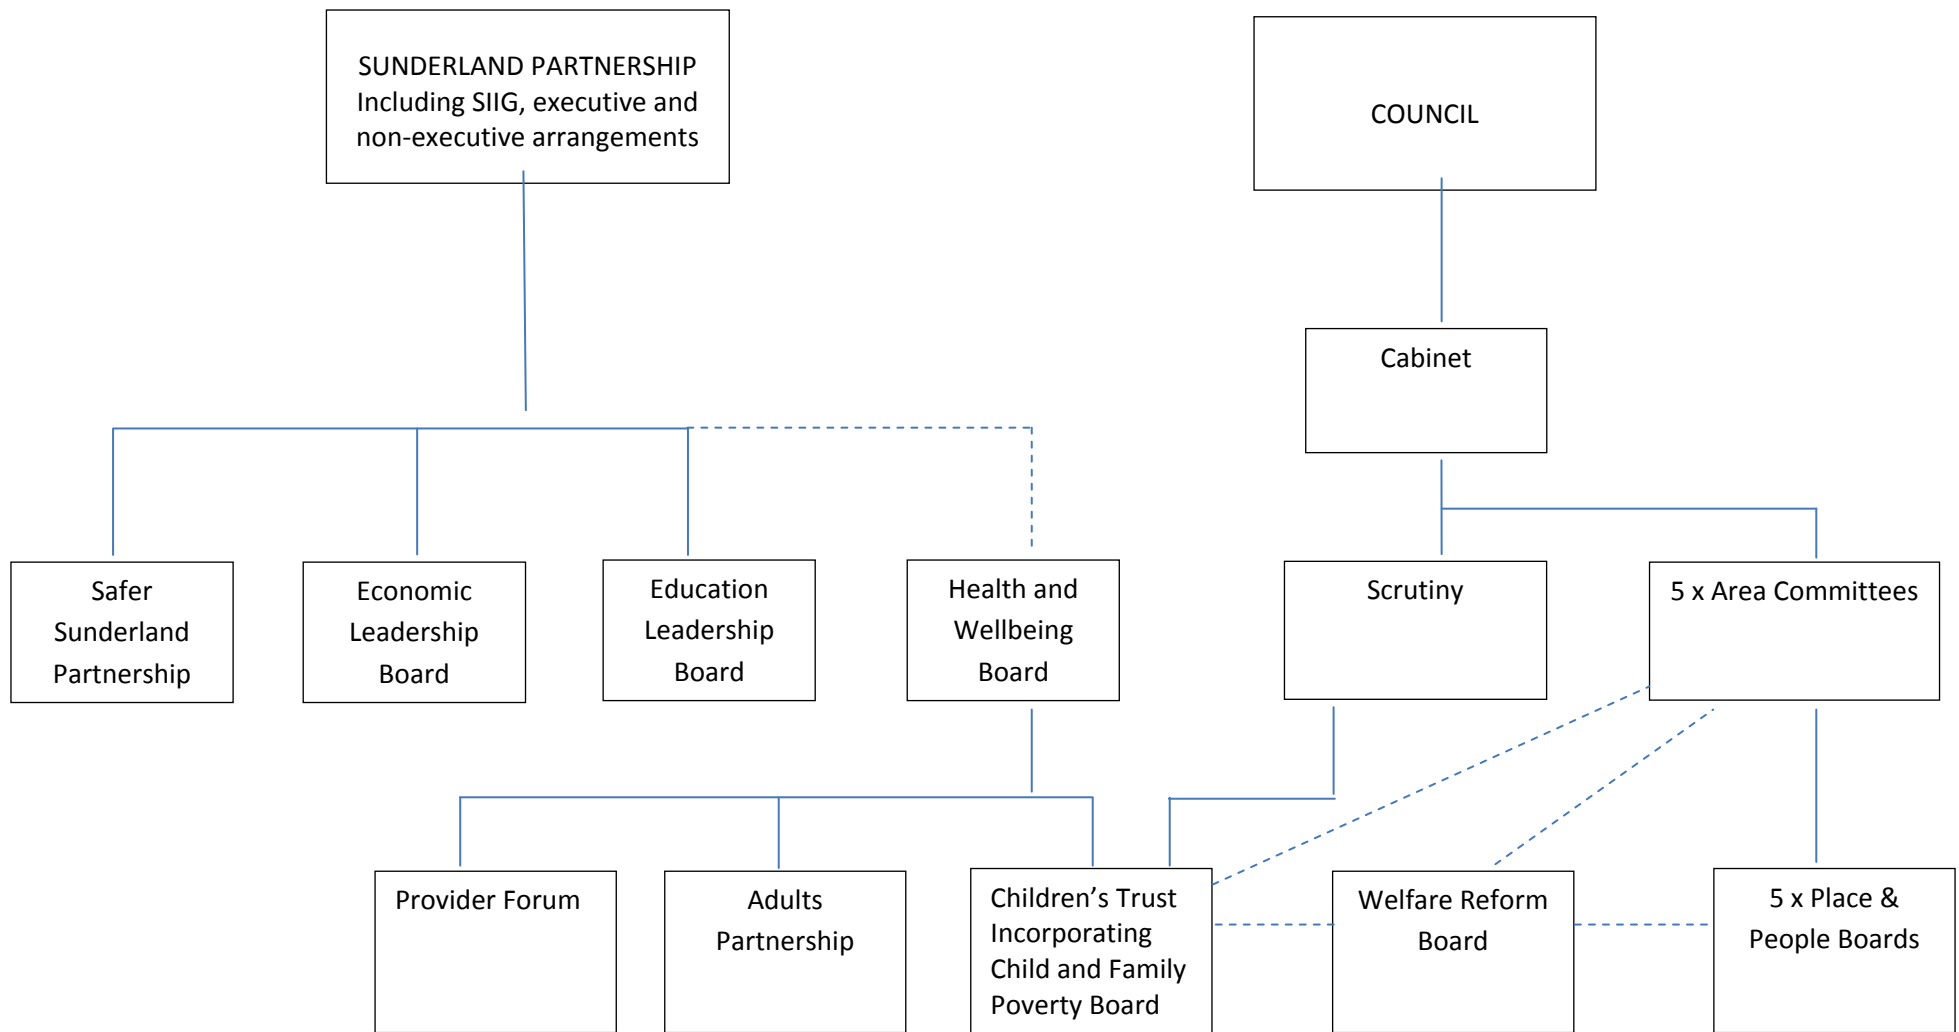 SUNDERLAND PARTNERSHIP
Including SIIG, executive and
non-executive arrangements
COUNCIL
Cabinet
Safer
Sunderland
Partnership
Economic
Leadership
Board
Education
Leadership
Board
Health and
Wellbeing
Board
Scrutiny
5 x Area Committees
Provider Forum
Adults
Partnership
Children’s Trust
Incorporating
Child and Family
Poverty Board
Welfare Reform
Board
5 x Place &
People Boards